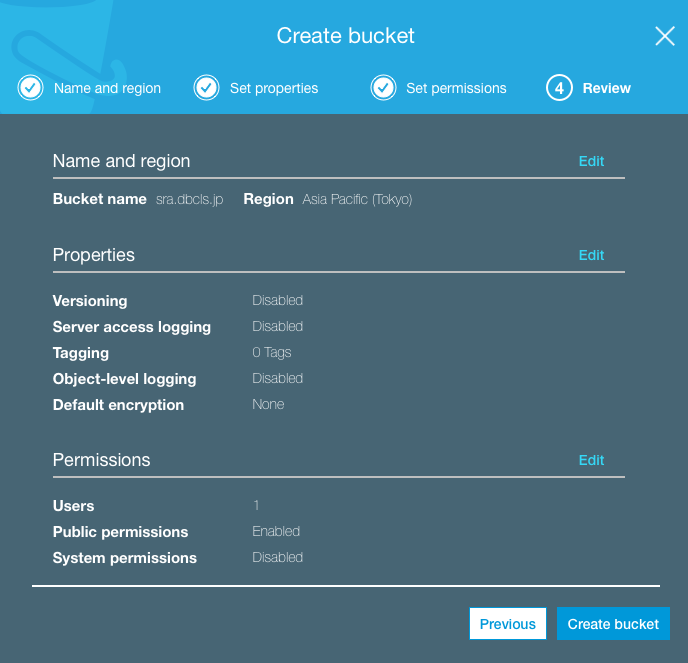 Create bucket
Name and region Set properties Set permissions 4 Review
Name and region Edit
Bucket name sra.dbcls.jp Region Asia Pacific (Tokyo)
Properties Edit
Versioning Disabled
Server access logging Disabled
Tagging 0 Tags
Object-level logging Disabled
Default encryption None
Permissions Edit
Users 1
Public permissions Enabled
System permissions Disabled
Previous Create bucket